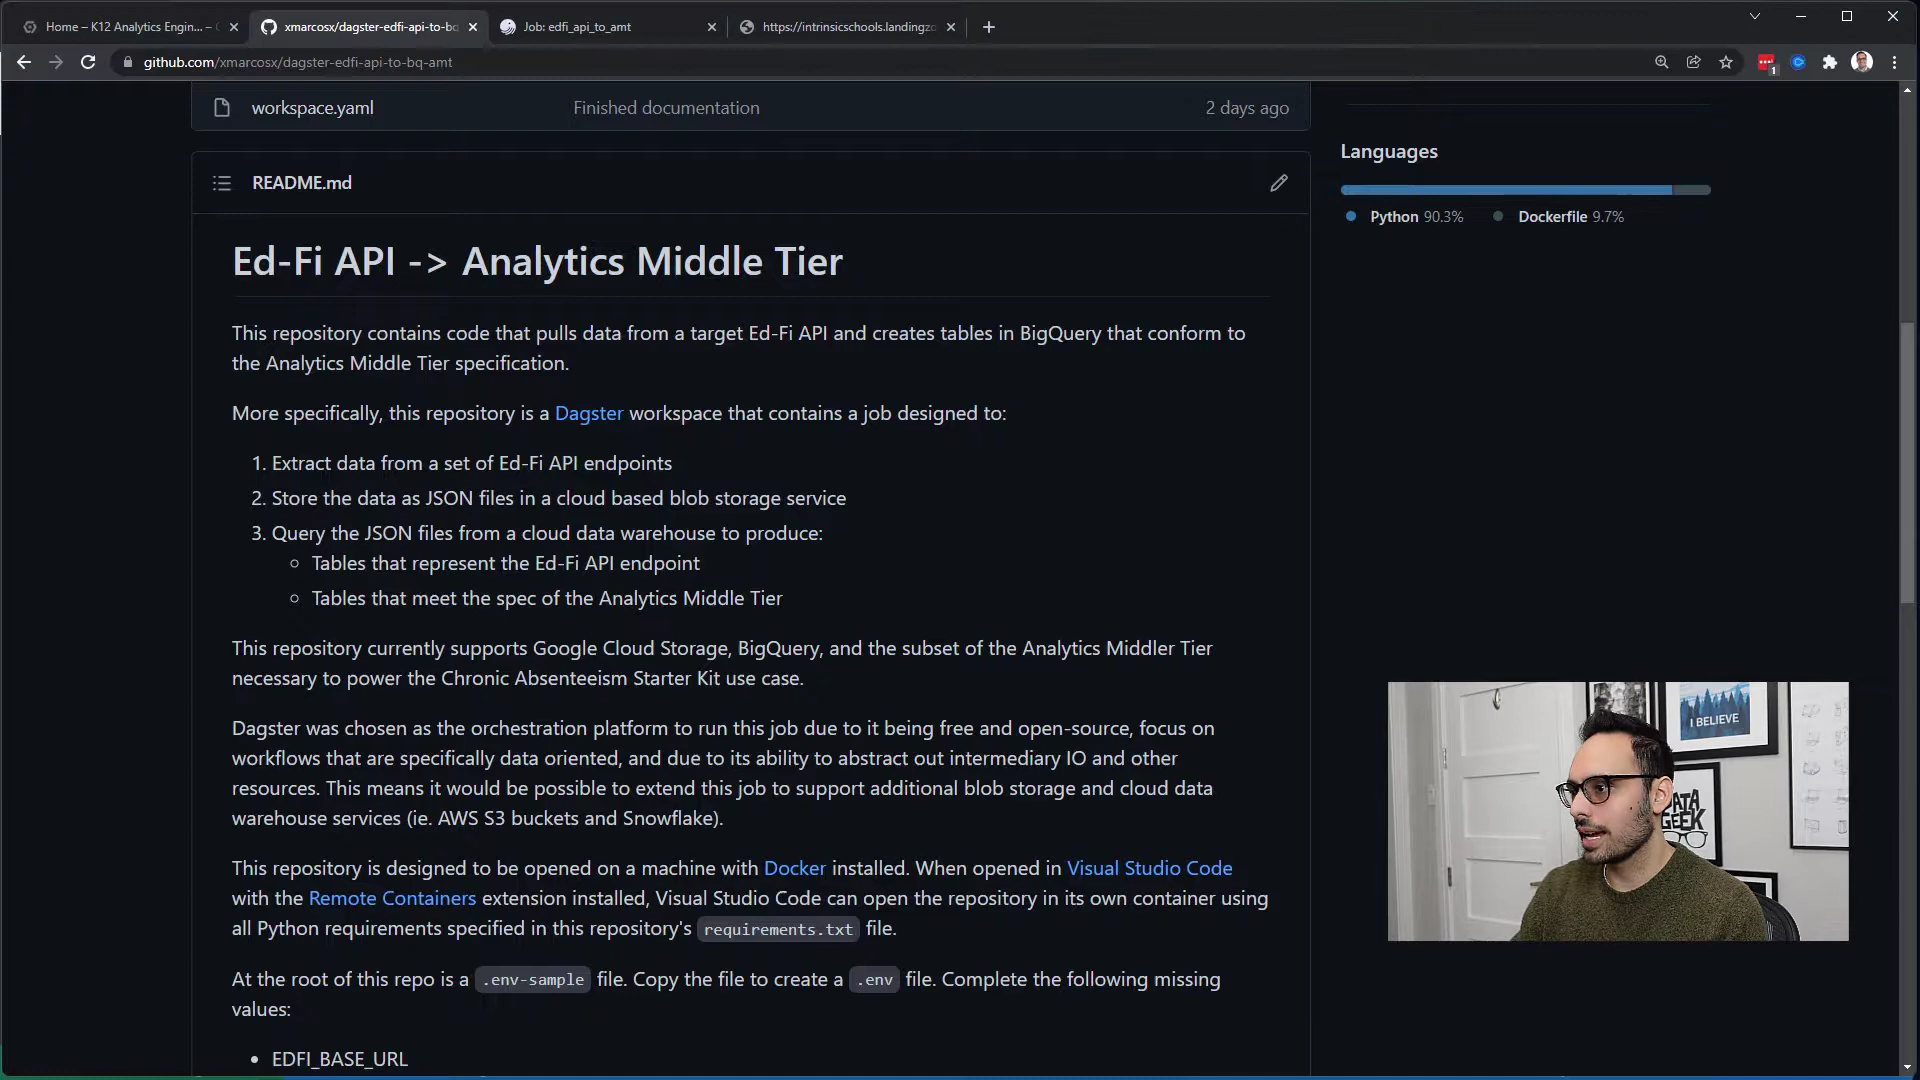 Home – K12 Analytics Engin... –
xmarcosx/dagster-edfi-api-to-bq
Job: edfi_api_to_amt
https://intrinsicschools.landingzo
github.com/xmarcosx/dagster-edfi-api-to-bq-amt
1
workspace.yaml Finished documentation 2 days ago
Languages
Python 90.3% Dockerfile 9.7%
README.md
Ed-Fi API -> Analytics Middle Tier
This repository contains code that pulls data from a target Ed-Fi API and creates tables in BigQuery that conform to
the Analytics Middle Tier specification.
More specifically, this repository is a Dagster workspace that contains a job designed to:
1. Extract data from a set of Ed-Fi API endpoints
2. Store the data as JSON files in a cloud based blob storage service
3. Query the JSON files from a cloud data warehouse to produce:
Tables that represent the Ed-Fi API endpoint
Tables that meet the spec of the Analytics Middle Tier
This repository currently supports Google Cloud Storage, BigQuery, and the subset of the Analytics Middler Tier
necessary to power the Chronic Absenteeism Starter Kit use case.
Dagster was chosen as the orchestration platform to run this job due to it being free and open-source, focus on
workflows that are specifically data oriented, and due to its ability to abstract out intermediary IO and other
resources. This means it would be possible to extend this job to support additional blob storage and cloud data
warehouse services (ie. AWS S3 buckets and Snowflake).
This repository is designed to be opened on a machine with Docker installed. When opened in Visual Studio Code
with the Remote Containers extension installed, Visual Studio Code can open the repository in its own container using
all Python requirements specified in this repository's requirements.txt file.
At the root of this repo is a .env-sample file. Copy the file to create a .env file. Complete the following missing
values:
• EDFI_BASE_URL
I BELIEVE
DATA
GEEK